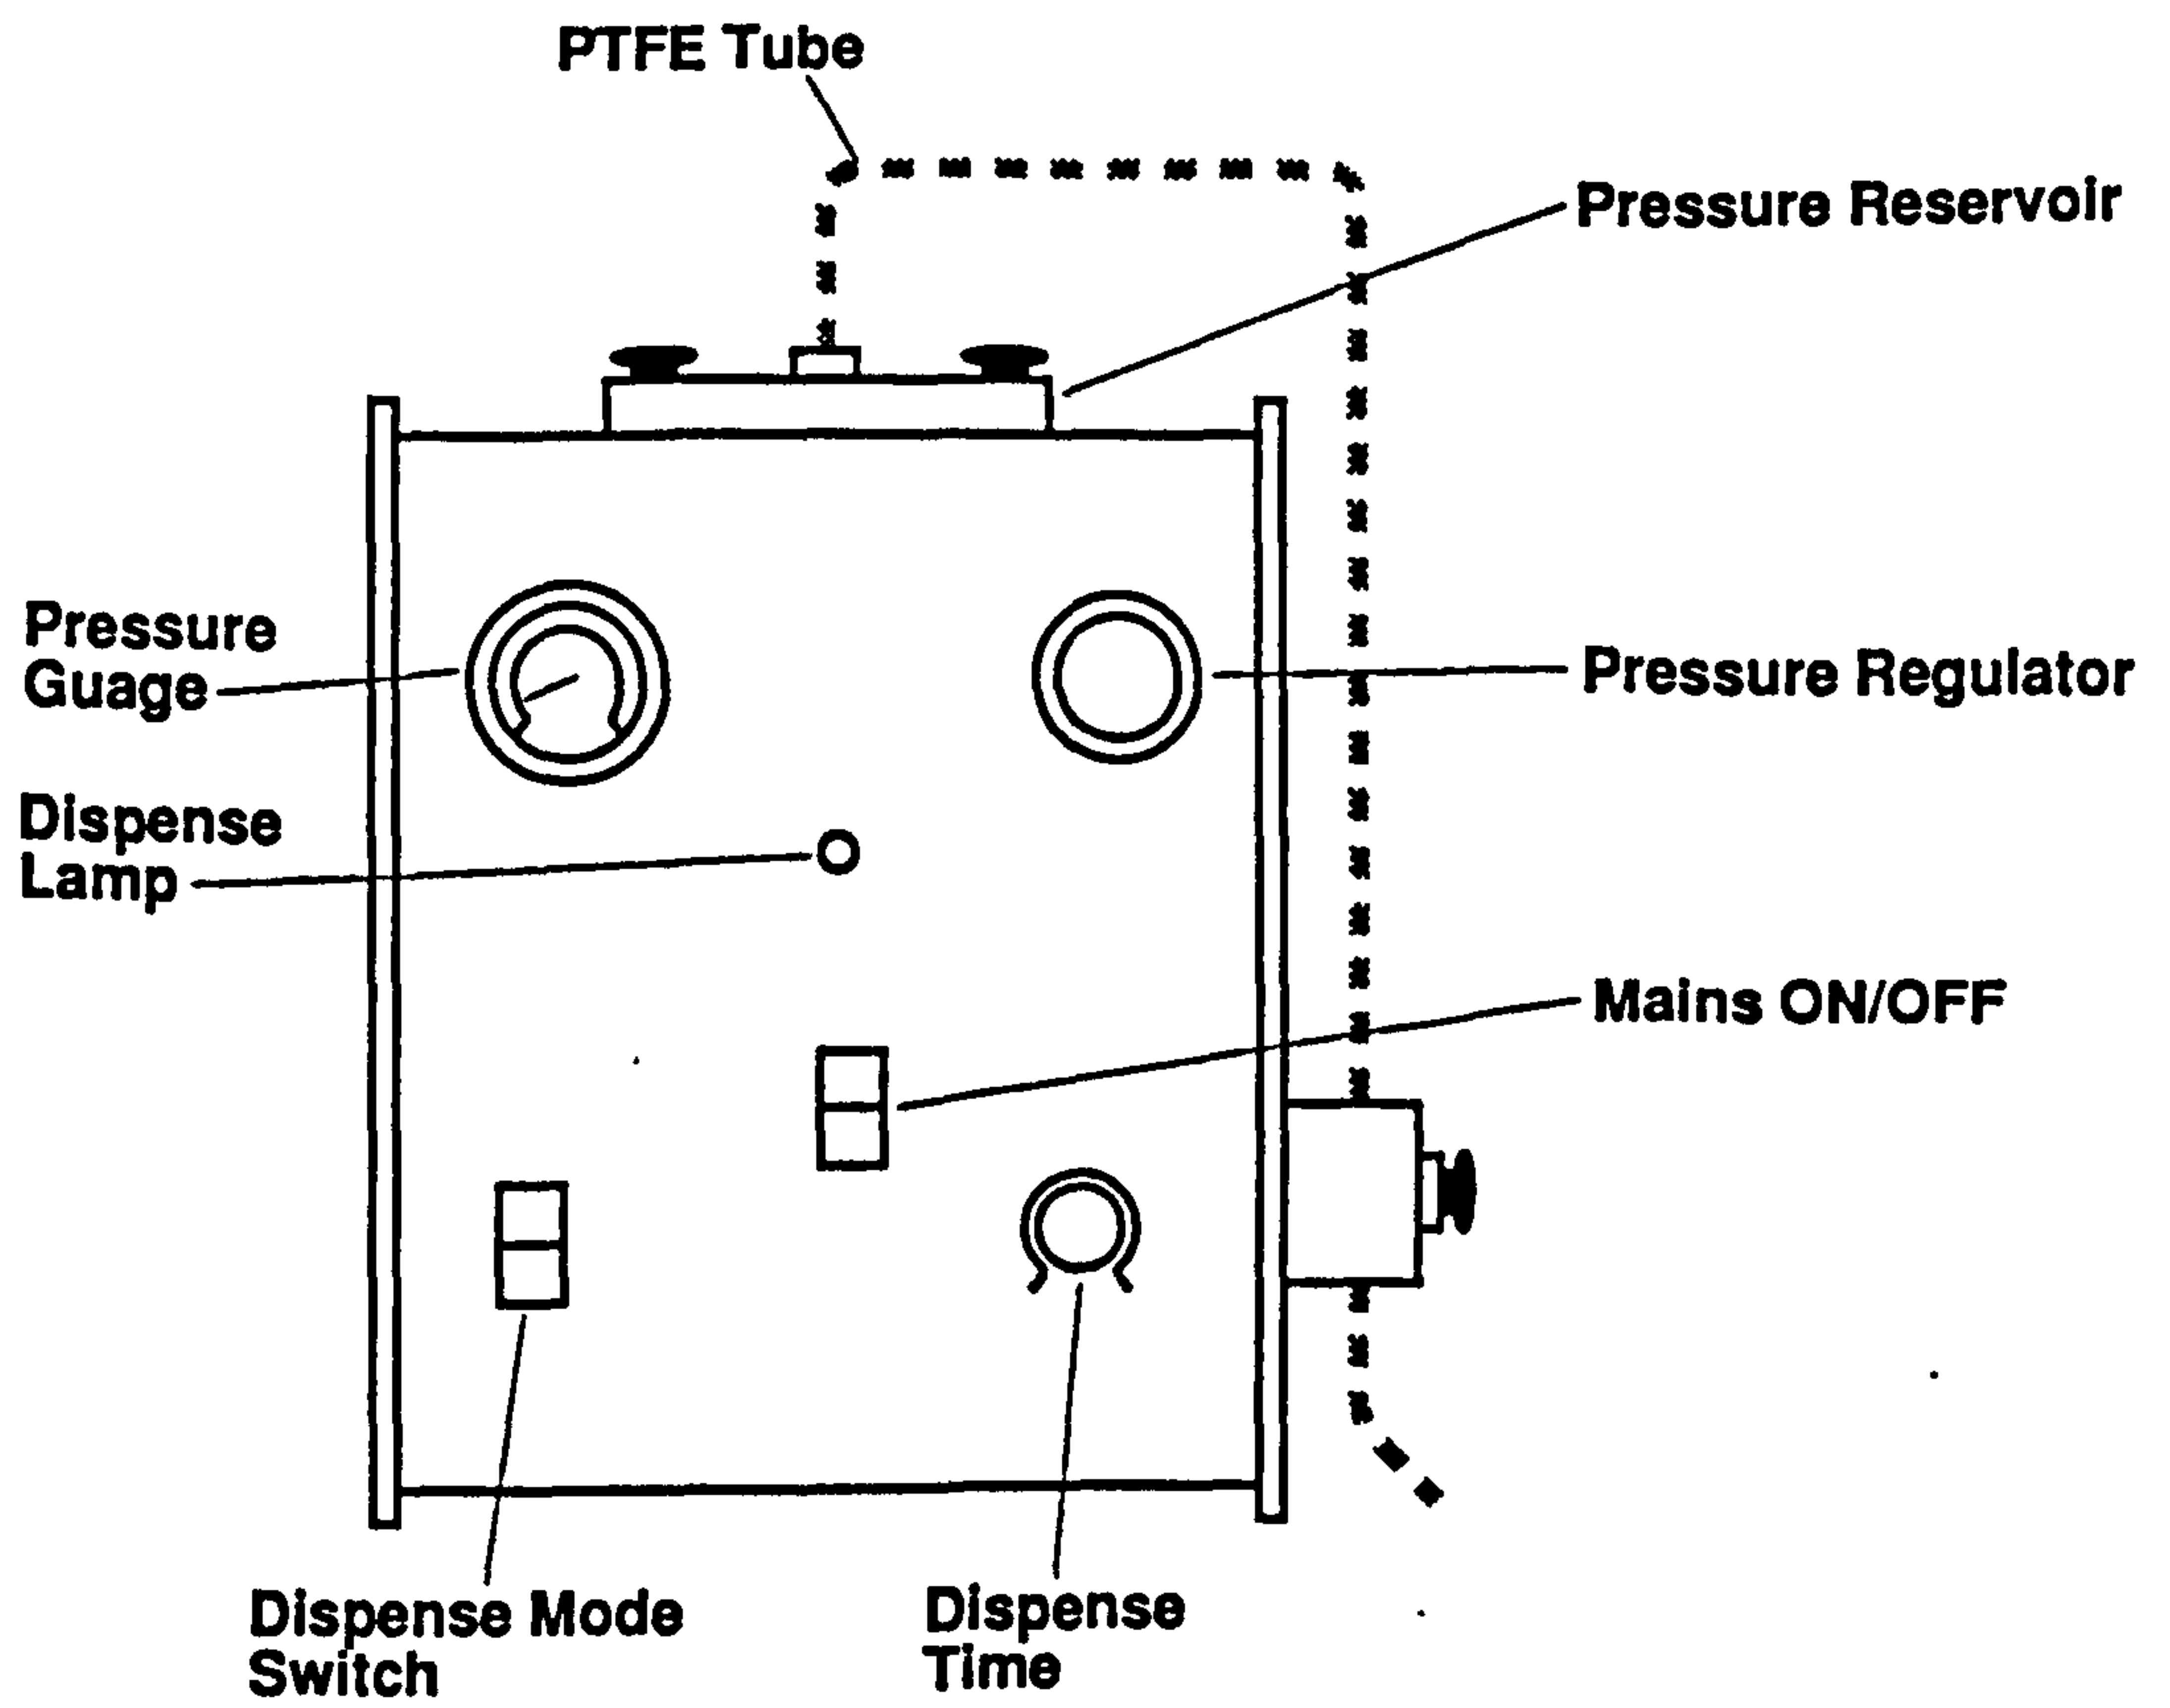 PTFE Tube
Pressure Reservoir
Pressure
Guage
Pressure Regulator
Dispense
Lamp
Mains ON/OFF
Dispense Mode
Switch
Dispense
Time